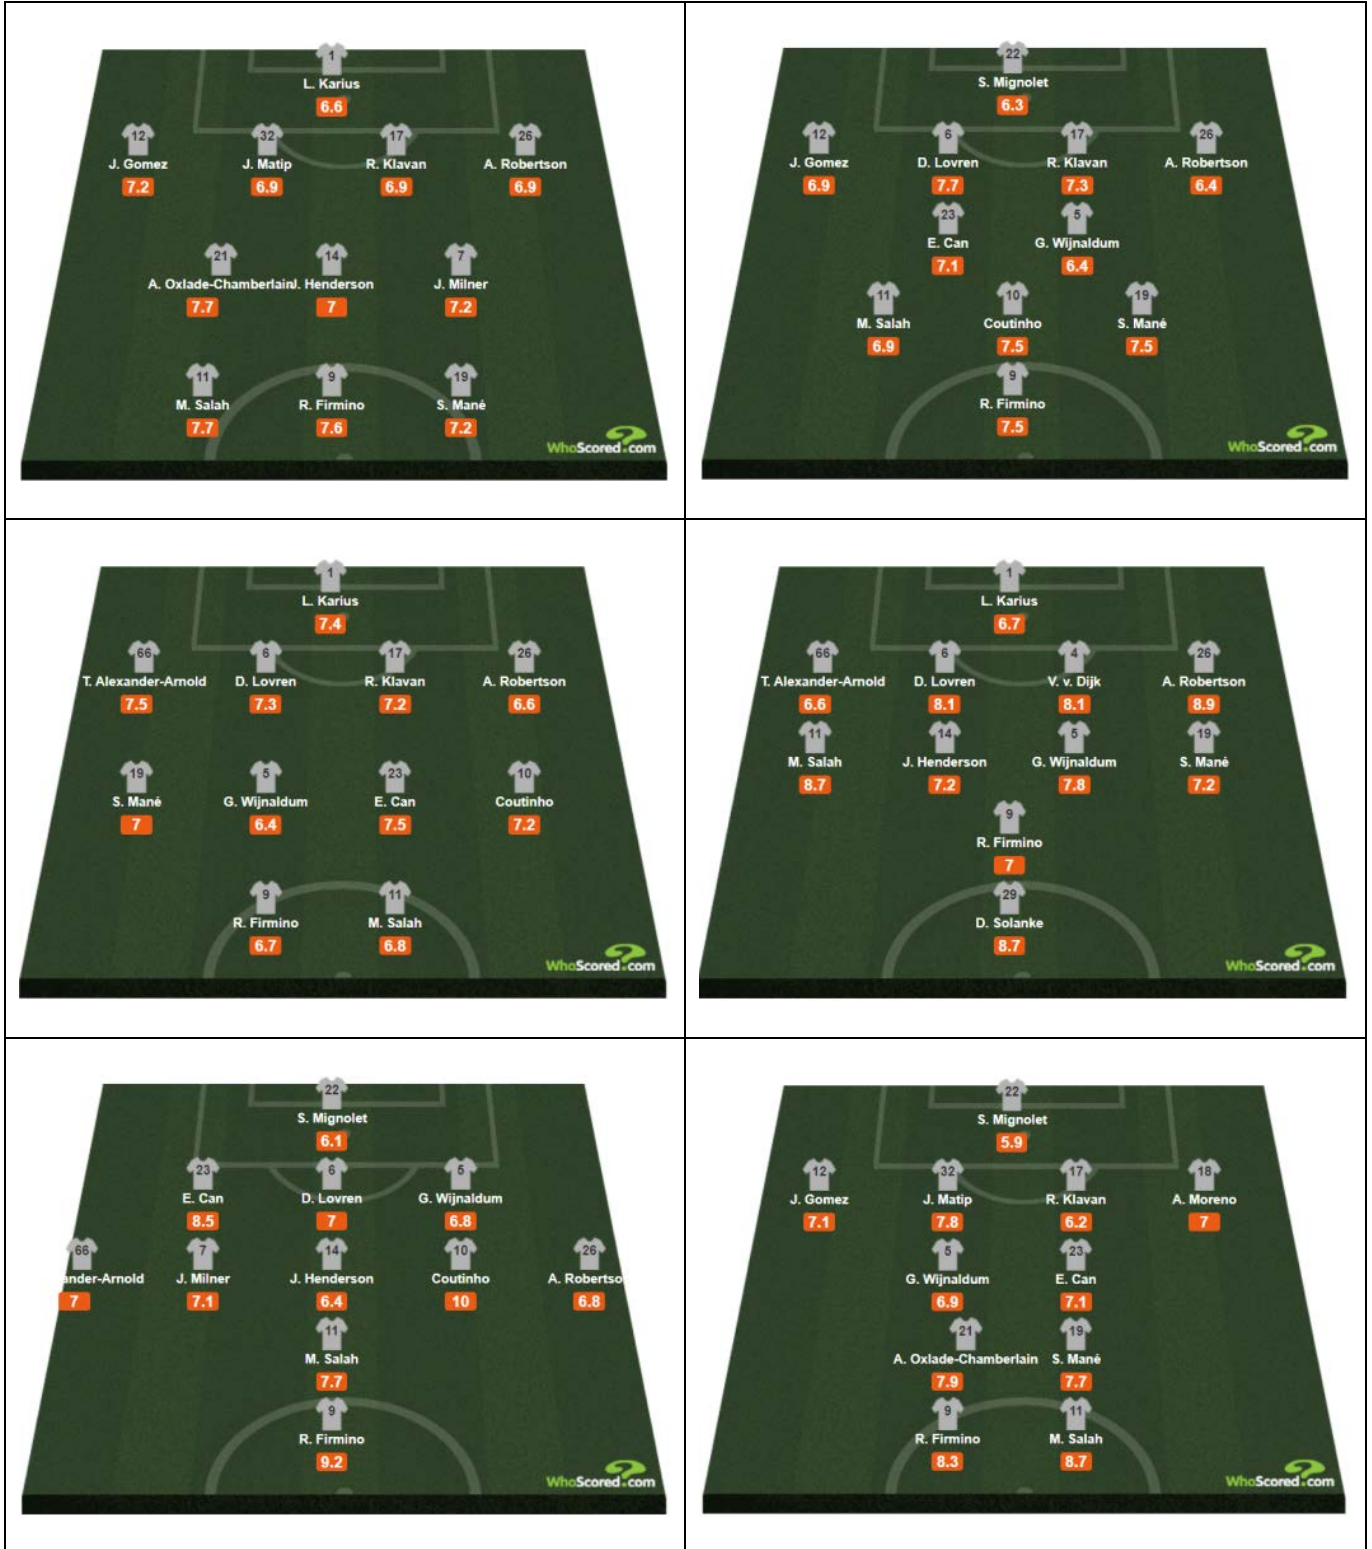 1
L. Karius
6.6
12 32 17 26
J. Gomez J. Matip R. Klavan A. Robertson
7.2 6.9 6.9 6.9
21 14 7
A. Oxlade-Chamberlain J. Henderson J. Milner
7.7 7 7.2
11 9 19
M. Salah R. Firmino S. Mané
7.7 7.6 7.2
WhoScored.com
22
S. Mignolet
6.3
12 6 17 26
J. Gomez D. Lovren R. Klavan A. Robertson
6.9 7.7 7.3 6.4
23 5
E. Can G. Wijnaldum
7.1 6.4
11 10 19
M. Salah Coutinho S. Mané
6.9 7.5 7.5
9
R. Firmino
7.5
WhoScored.com
1
L. Karius
7.4
66 6 17 26
T. Alexander-Arnold D. Lovren R. Klavan A. Robertson
7.5 7.3 7.2 6.6
19 5 23 10
S. Mané G. Wijnaldum E. Can Coutinho
7 6.4 7.5 7.2
9 11
R. Firmino M. Salah
6.7 6.8
WhoScored.com
1
L. Karius
6.7
66 6 4 26
T. Alexander-Arnold D. Lovren V. v. Dijk A. Robertson
6.6 8.1 8.1 8.9
11 14 5 19
M. Salah J. Henderson G. Wijnaldum S. Mané
8.7 7.2 7.8 7.2
9
R. Firmino
7
29
D. Solanke
8.7
WhoScored.com
22
S. Mignolet
6.1
23 6 5
E. Can D. Lovren G. Wijnaldum
8.5 7 6.8
66 7 14 10 26
ander-Arnold J. Milner J. Henderson Coutinho A. Robertso
7 7.1 6.4 10 6.8
11
M. Salah
7.7
9
R. Firmino
9.2
WhoScored.com
22
S. Mignolet
5.9
12 32 17 18
J. Gomez J. Matip R. Klavan A. Moreno
7.1 7.8 6.2 7
5 23
G. Wijnaldum E. Can
6.9 7.1
21 19
A. Oxlade-Chamberlain S. Mané
7.9 7.7
9 11
R. Firmino M. Salah
8.3 8.7
WhoScored.com